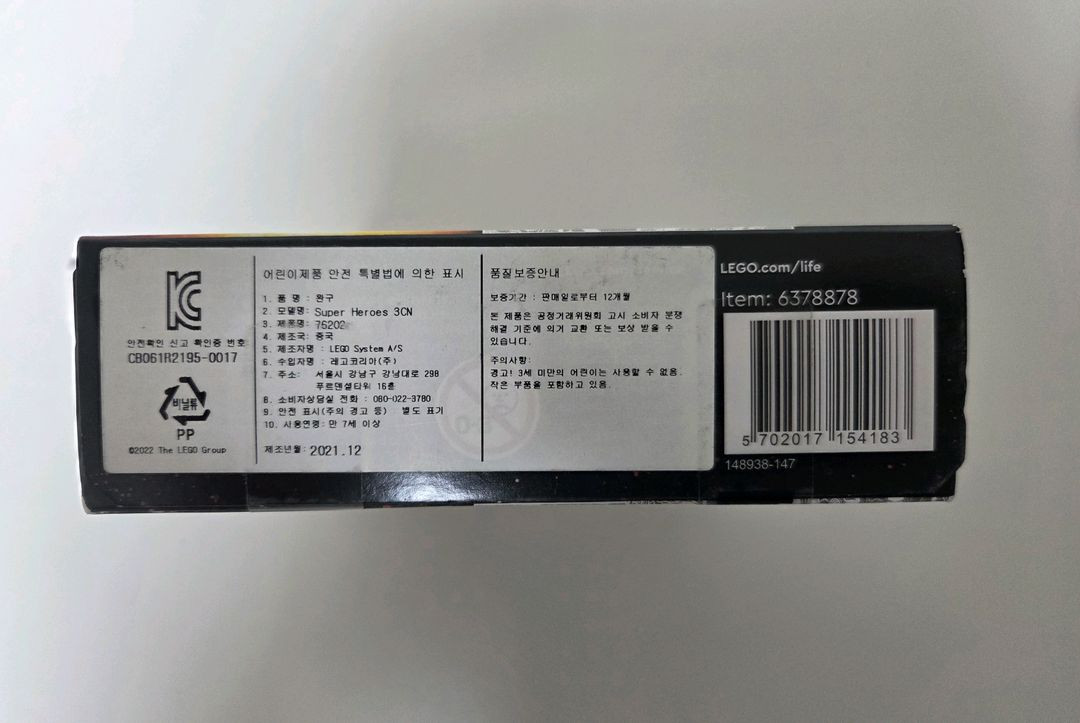 KC
안전확인 신고 확인증 번호
CB061R2195-0017
비닐류
PP
©2022 The LEGO Group
어린이제품 안전 특별법에 의한 표시
1. 품 명 : 완구
2. 모델명: Super Heroes 3CN
3. 제품명: 76202
4. 제조국: 중국
5. 제조자명 : LEGO System A/S
6. 수입자명 : 레고코리아(주)
7. 주소: 서울시 강남구 강남대로 298
푸르덴셜타워 16층
8. 소비자상담실 전화 : 080-022-3780
9. 안전 표시(주의 경고 등) 별도 표기
10. 사용연령: 만 7세 이상
제조년월: 2021.12
품질보증안내
보증기간 : 판매일로부터 12개월
본 제품은 공정거래위원회 고시 소비자 분쟁
해결 기준에 의거 교환 또는 보상 받을 수
있습니다.
주의사항:
경고! 3세 미만의 어린이는 사용할 수 없음.
작은 부품을 포함하고 있음.
0-3
LEGO.com/life
Item: 6378878
5 702017 154183
148938-147